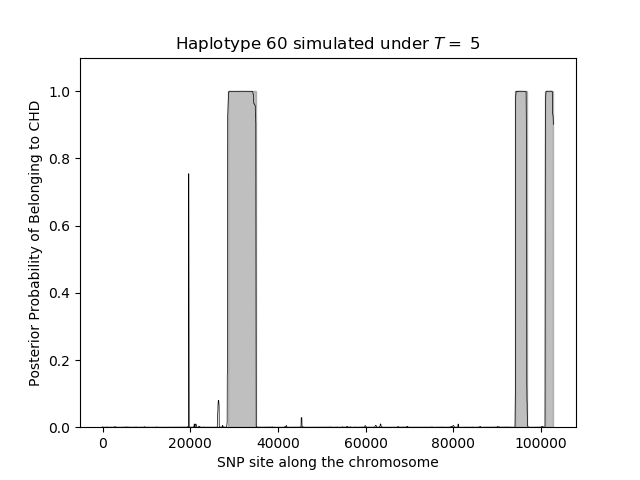 Haplotype 60 simulated under T = 5
Posterior Probability of Belonging to CHD
1.0
0.8
0.6
0.4
0.2
0.0
0 20000 40000 60000 80000 100000
SNP site along the chromosome